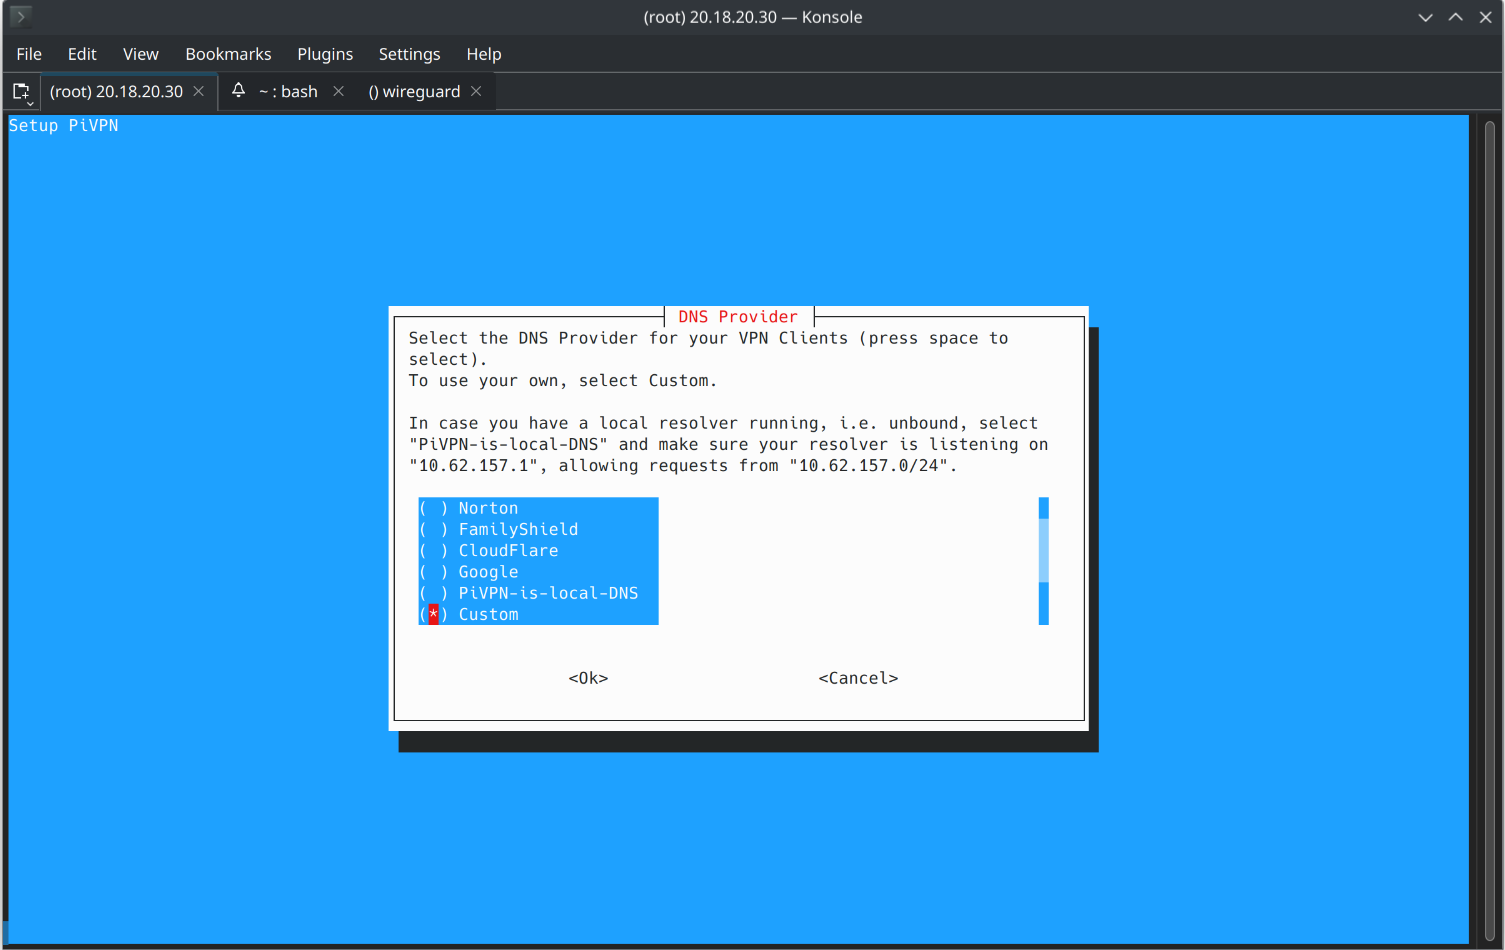 (root) 20.18.20.30 — Konsole
File Edit View Bookmarks Plugins Settings Help
(root) 20.18.20.30 ~ : bash () wireguard
Setup PiVPN
DNS Provider
Select the DNS Provider for your VPN Clients (press space to
select).
To use your own, select Custom.
In case you have a local resolver running, i.e. unbound, select
"PiVPN-is-local-DNS" and make sure your resolver is listening on
"10.62.157.1", allowing requests from "10.62.157.0/24".
( ) Norton
( ) FamilyShield
( ) CloudFlare
( ) Google
( ) PiVPN-is-local-DNS
(*) Custom
<Ok> <Cancel>